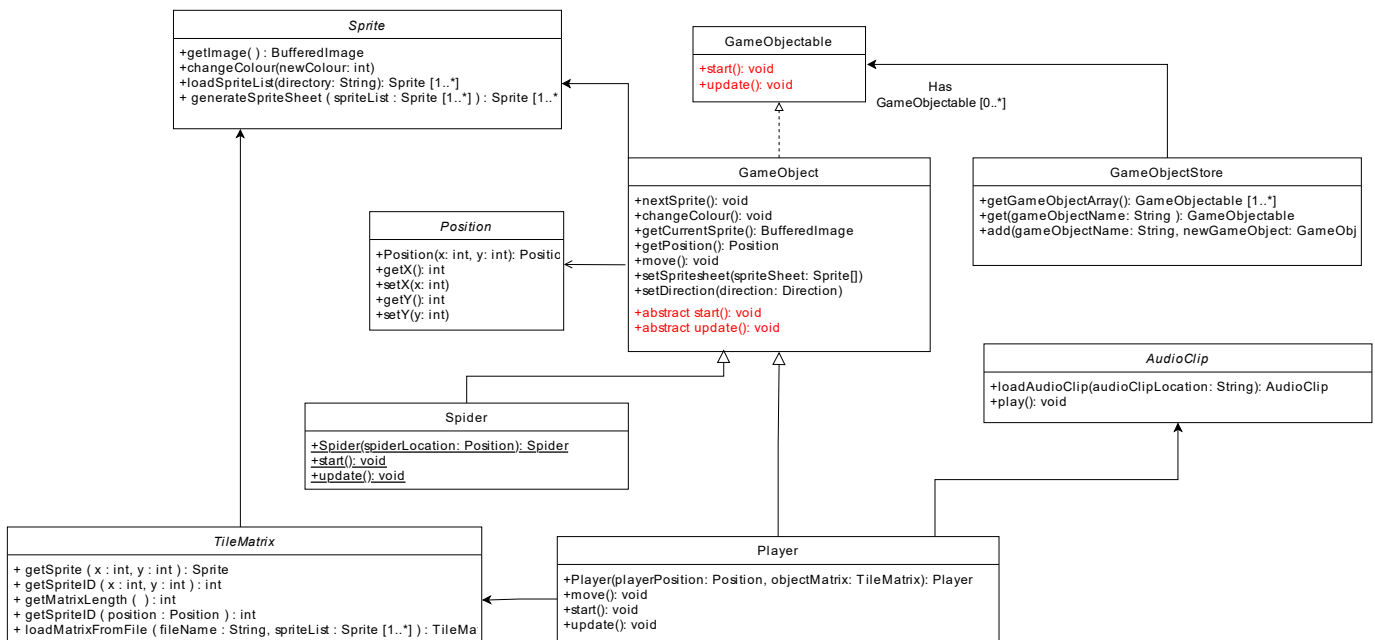 Sprite
+getImage( ) : BufferedImage
+changeColour(newColour: int)
+loadSpriteList(directory: String): Sprite [1..*]
+ generateSpriteSheet ( spriteList : Sprite [1..*] ) : Sprite [1..*
GameObjectable
+start(): void
+update(): void
Has
GameObjectable [0..*]
GameObject
+nextSprite(): void
+changeColour(): void
+getCurrentSprite(): BufferedImage
+getPosition(): Position
+move(): void
+setSpritesheet(spriteSheet: Sprite[])
+setDirection(direction: Direction)
+abstract start(): void
+abstract update(): void
GameObjectStore
+getGameObjectArray(): GameObjectable [1..*]
+get(gameObjectName: String ): GameObjectable
+add(gameObjectName: String, newGameObject: GameObj
Position
+Position(x: int, y: int): Positic
+getX(): int
+setX(x: int)
+getY(): int
+setY(y: int)
AudioClip
+loadAudioClip(audioClipLocation: String): AudioClip
+play(): void
Spider
+Spider(spiderLocation: Position): Spider
+start(): void
+update(): void
TileMatrix
+ getSprite ( x : int, y : int ) : Sprite
+ getSpriteID ( x : int, y : int ) : int
+ getMatrixLength ( ) : int
+ getSpriteID ( position : Position ) : int
+ loadMatrixFromFile ( fileName : String, spriteList : Sprite [1..*] ) : TileMa
Player
+Player(playerPosition: Position, objectMatrix: TileMatrix): Player
+move(): void
+start(): void
+update(): void